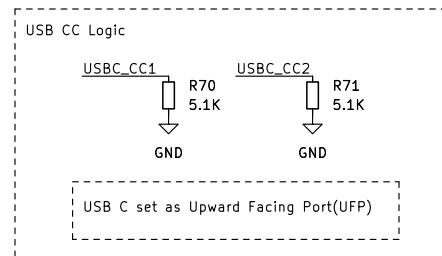 USB CC Logic
USBC_CC1
USBC_CC2
R70
5.1K
R71
5.1K
GND
GND
USB C set as Upward Facing Port(UFP)